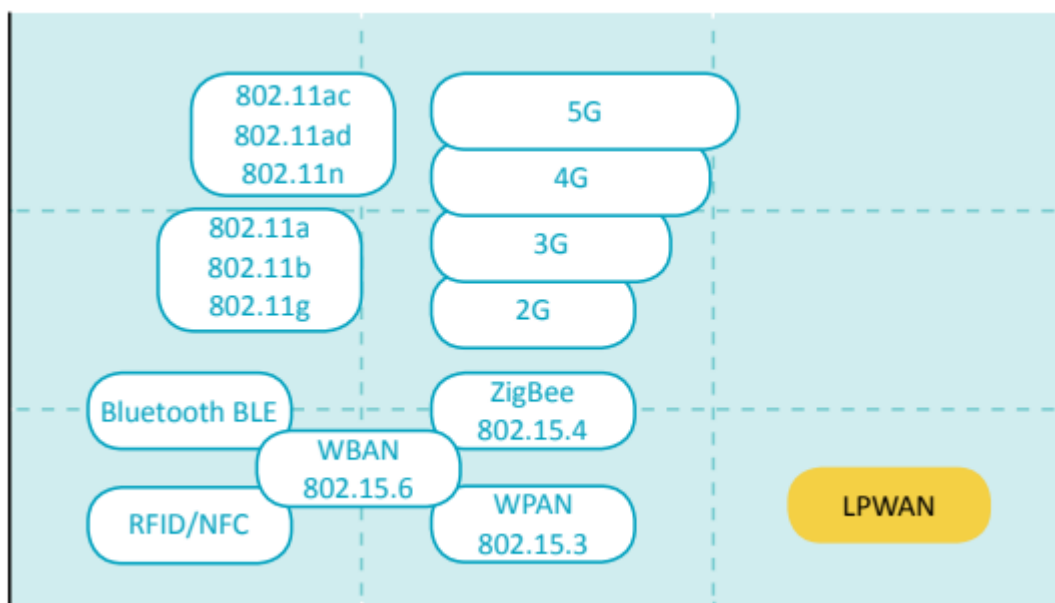 802.11ac
802.11ad
802.11n
5G
4G
802.11a
802.11b
802.11g
3G
2G
Bluetooth BLE
ZigBee
802.15.4
WBAN
802.15.6
RFID/NFC
WPAN
802.15.3
LPWAN